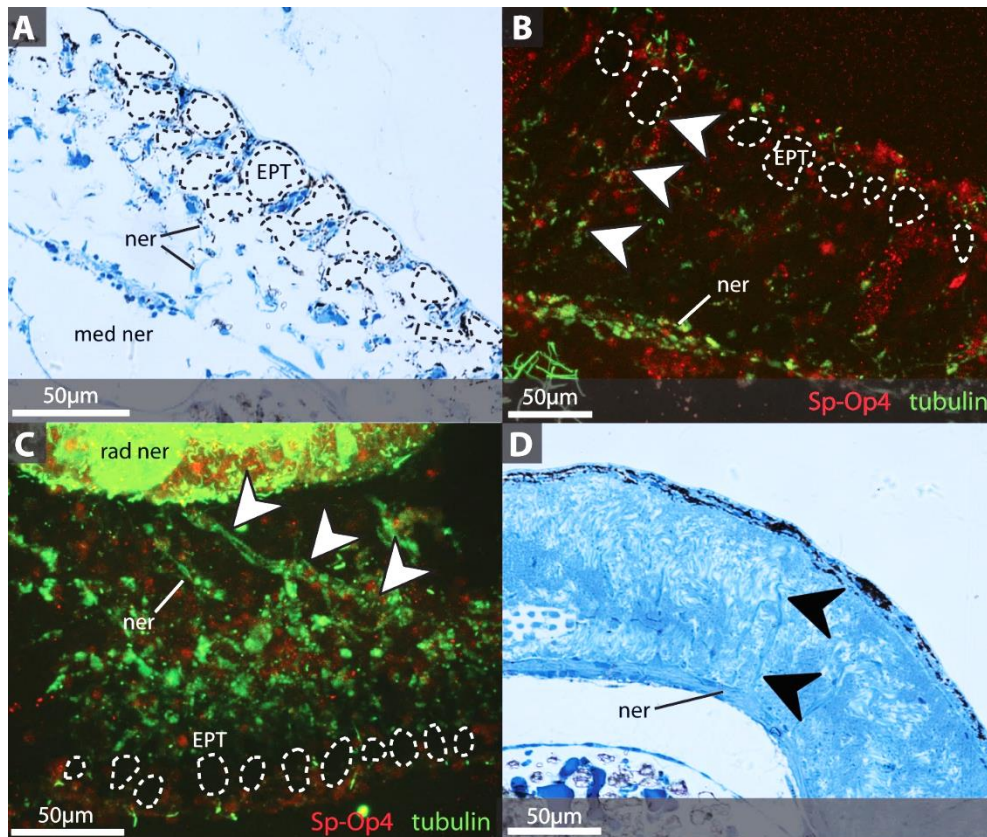 A
EPT
ner
med ner
50µm
B
EPT
ner
50µm
Sp-Op4 tubulin
C
rad ner
ner
EPT
50µm
Sp-Op4 tubulin
D
ner
50µm